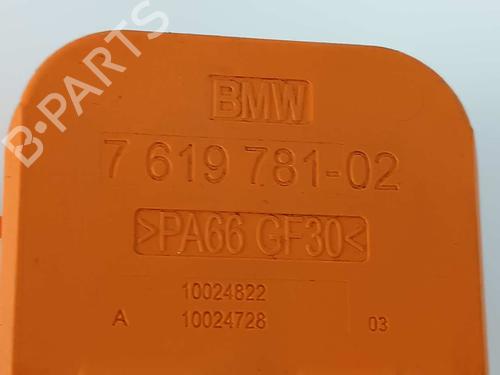 B-PARTS
BMW
7 619 781-02
>PA66 GF30<
10024822
A 10024728 03